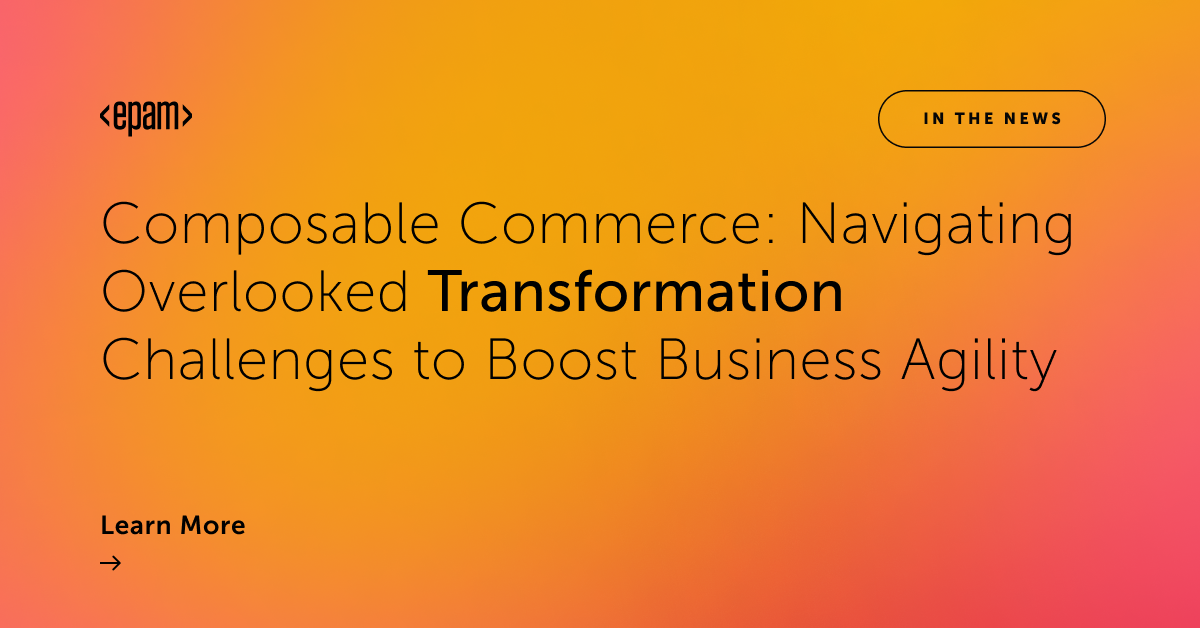 <epam>
IN THE NEWS
Composable Commerce: Navigating
Overlooked Transformation
Challenges to Boost Business Agility
Learn More
→